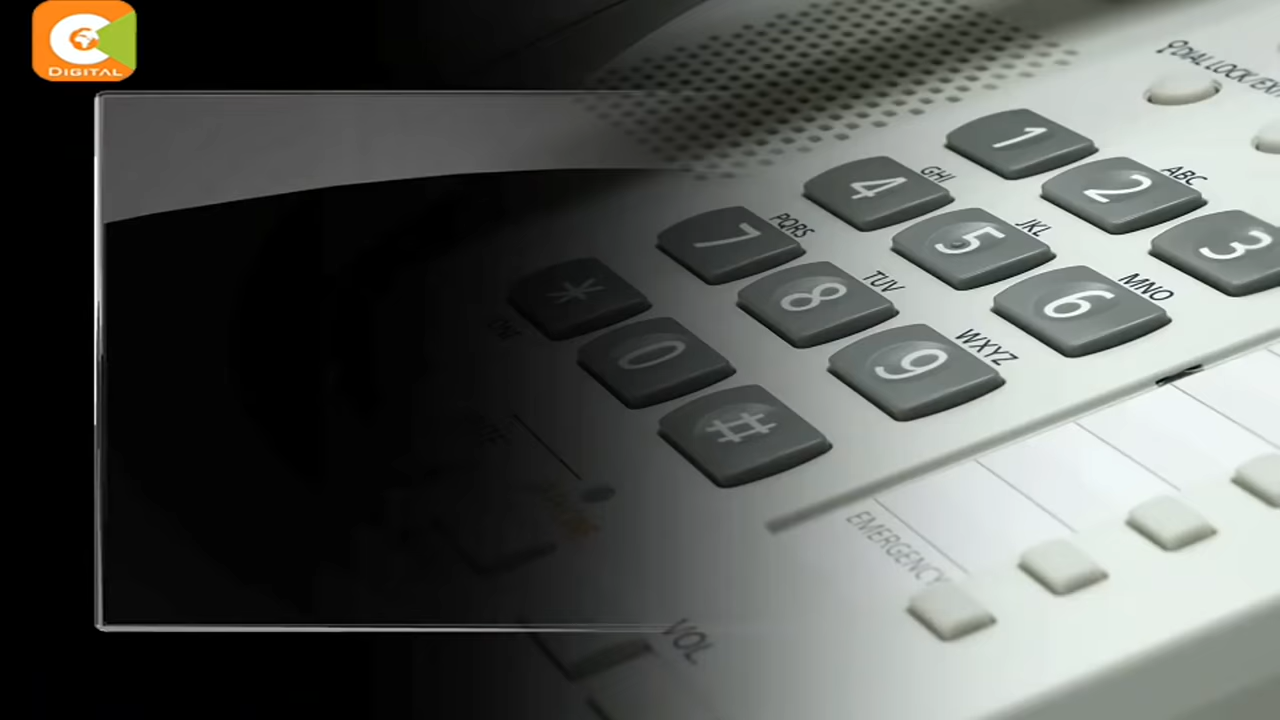 DIGITAL
DIAL LOCK/
1
ABC
2
3
GHI
4
JKL
5
MNO
6
PQRS
7
TUV
8
WXYZ
9
*
0
#
EMERGENCY
VOL